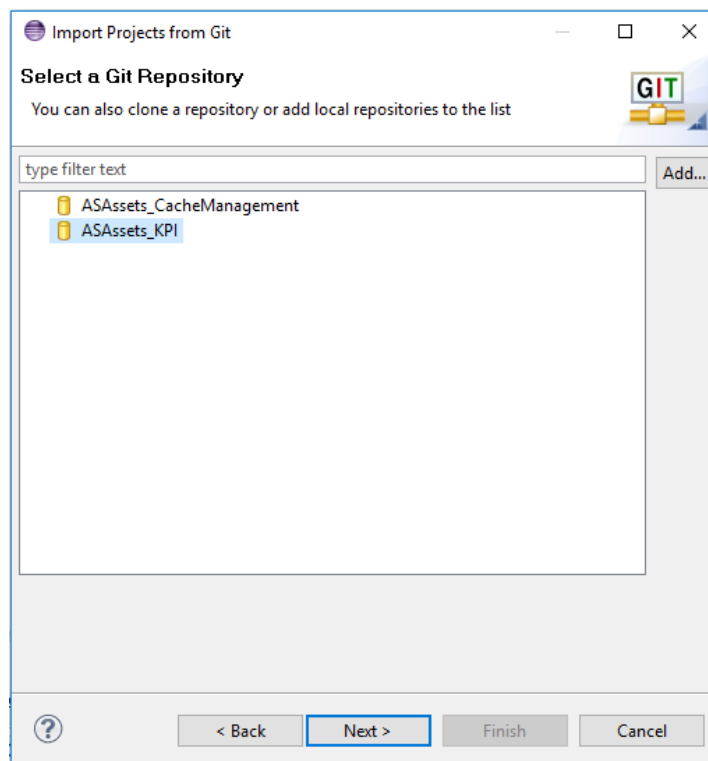 Import Projects from Git
Select a Git Repository
You can also clone a repository or add local repositories to the list
GIT
type filter text
Add...
ASAssets_CacheManagement
ASAssets_KPI
?
< Back
Next >
Finish
Cancel